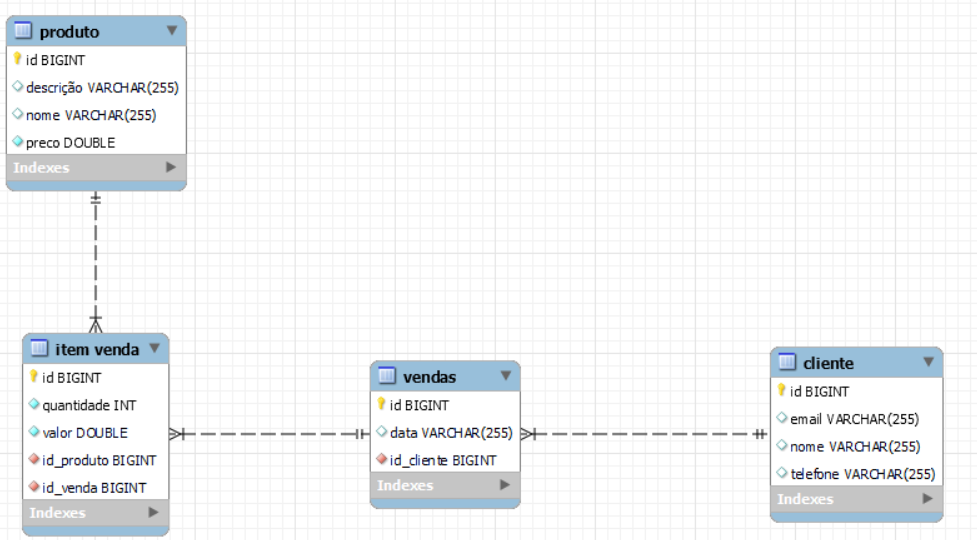 produto
id BIGINT
descrição VARCHAR(255)
nome VARCHAR(255)
preco DOUBLE
Indexes
item venda
id BIGINT
quantidade INT
valor DOUBLE
id_produto BIGINT
id_venda BIGINT
Indexes
vendas
id BIGINT
data VARCHAR(255)
id_cliente BIGINT
Indexes
cliente
id BIGINT
email VARCHAR(255)
nome VARCHAR(255)
telefone VARCHAR(255)
Indexes